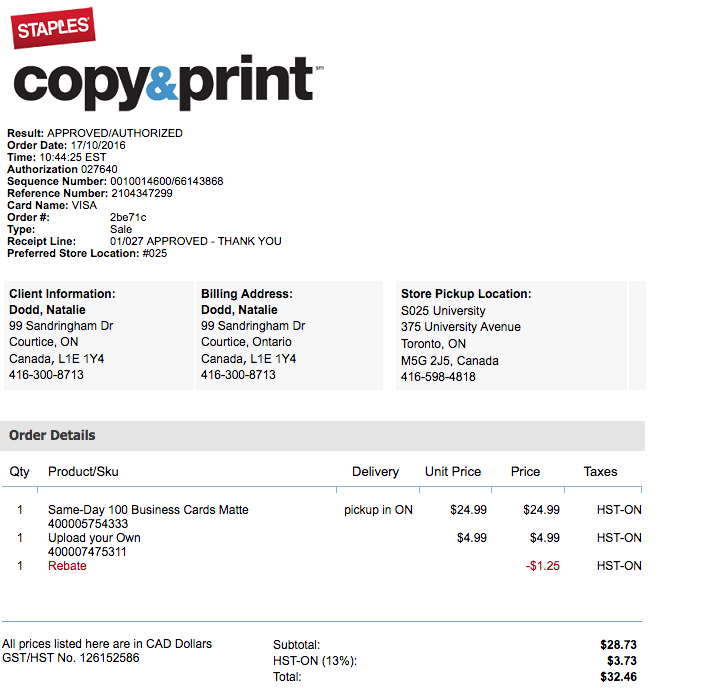 STAPLES
copy&print℠
Result: APPROVED/AUTHORIZED
Order Date: 17/10/2016
Time: 10:44:25 EST
Authorization 027640
Sequence Number: 0010014600/66143868
Reference Number: 2104347299
Card Name: VISA
Order #: 2be71c
Type: Sale
Receipt Line: 01/027 APPROVED - THANK YOU
Preferred Store Location: #025
Client Information:
Dodd, Natalie
99 Sandringham Dr
Courtice, ON
Canada, L1E 1Y4
416-300-8713
Billing Address:
Dodd, Natalie
99 Sandringham Dr
Courtice, Ontario
Canada, L1E 1Y4
416-300-8713
Store Pickup Location:
S025 University
375 University Avenue
Toronto, ON
M5G 2J5, Canada
416-598-4818
Order Details
Qty Product/Sku Delivery Unit Price Price Taxes
1 Same-Day 100 Business Cards Matte pickup in ON $24.99 $24.99 HST-ON
400005754333
1 Upload your Own $4.99 $4.99 HST-ON
400007475311
1 Rebate -$1.25 HST-ON
All prices listed here are in CAD Dollars
GST/HST No. 126152586
Subtotal: $28.73
HST-ON (13%): $3.73
Total: $32.46